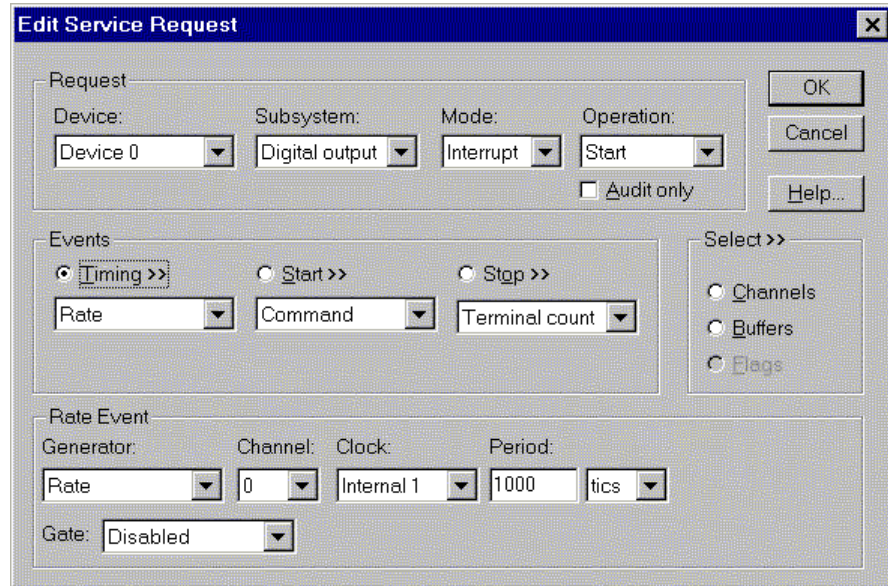 Edit Service Request
Request
OK
Device: Subsystem: Mode: Operation:
Device 0 Digital output Interrupt Start
Cancel
Audit only
Help...
Events
Select >>
Timing >> Start >> Stop >>
Rate Command Terminal count
Channels
Buffers
Flags
Rate Event
Generator: Channel: Clock: Period:
Rate 0 Internal 1 1000 tics
Gate: Disabled